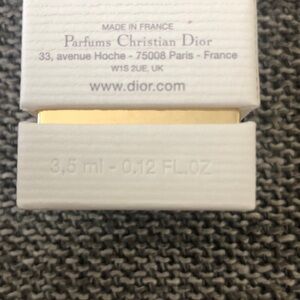 MADE IN FRANCE
Parfums Christian Dior
33, avenue Hoche - 75008 Paris - France
W1S 2UE, UK
www.dior.com
3,5 ml - 0.12 FL.OZ